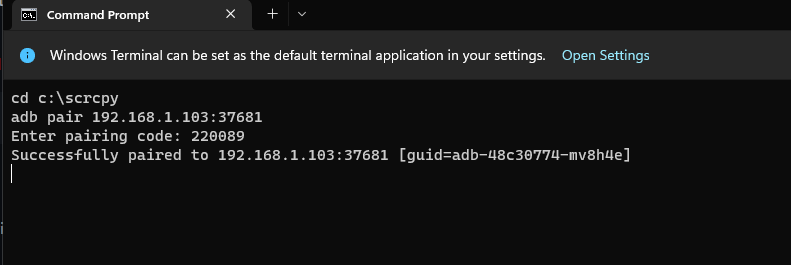 Command Prompt
Windows Terminal can be set as the default terminal application in your settings. Open Settings
cd c:\scrcpy
adb pair 192.168.1.103:37681
Enter pairing code: 220089
Successfully paired to 192.168.1.103:37681 [guid=adb-48c30774-mv8h4e]